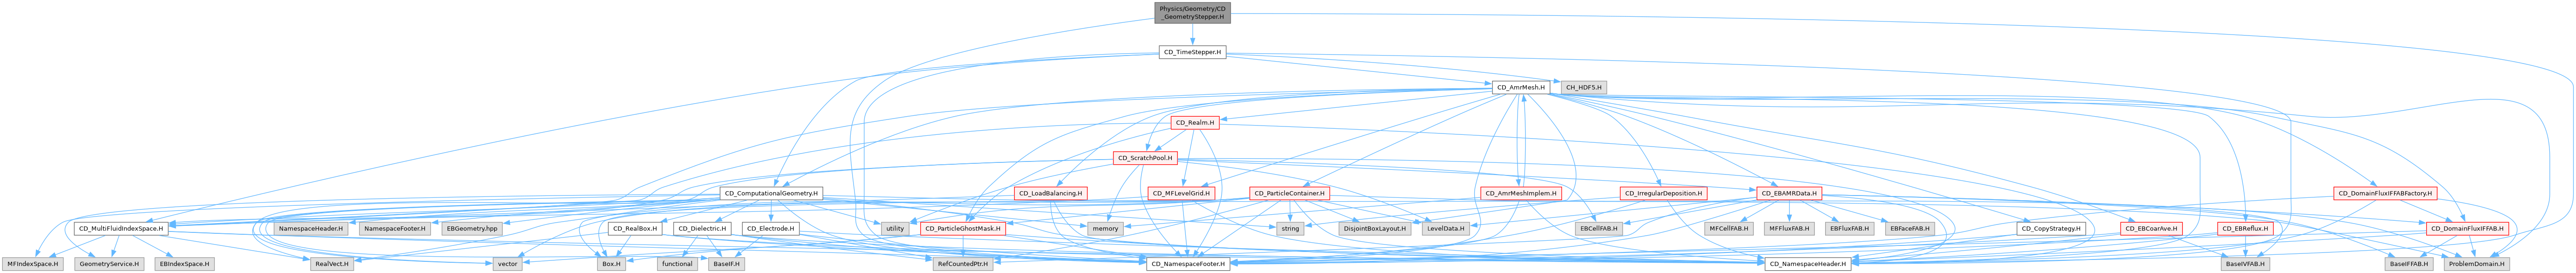 Physics/Geometry/CD
_GeometryStepper.H
CD_TimeStepper.H
CD_AmrMesh.H
CH_HDF5.H
CD_Realm.H
CD_ScratchPool.H
CD_ComputationalGeometry.H
CD_LoadBalancing.H
CD_MFLevelGrid.H
CD_ParticleContainer.H
CD_AmrMeshImplem.H
CD_IrregularDeposition.H
CD_EBAMRData.H
CD_DomainFluxIFFABFactory.H
CD_MultiFluidIndexSpace.H
NamespaceHeader.H
NamespaceFooter.H
EBGeometry.hpp
CD_RealBox.H
CD_Dielectric.H
CD_Electrode.H
utility
CD_ParticleGhostMask.H
memory
string
DisjointBoxLayout.H
LevelData.H
EBCellFAB.H
MFCellFAB.H
MFFluxFAB.H
EBFluxFAB.H
EBFaceFAB.H
CD_CopyStrategy.H
CD_EBCoarAve.H
CD_EBReflux.H
CD_DomainFluxIFFAB.H
MFIndexSpace.H
GeometryService.H
EBIndexSpace.H
RealVect.H
vector
Box.H
functional
BaseIF.H
RefCountedPtr.H
CD_NamespaceFooter.H
CD_NamespaceHeader.H
BaseIVFAB.H
BaseIFFAB.H
ProblemDomain.H